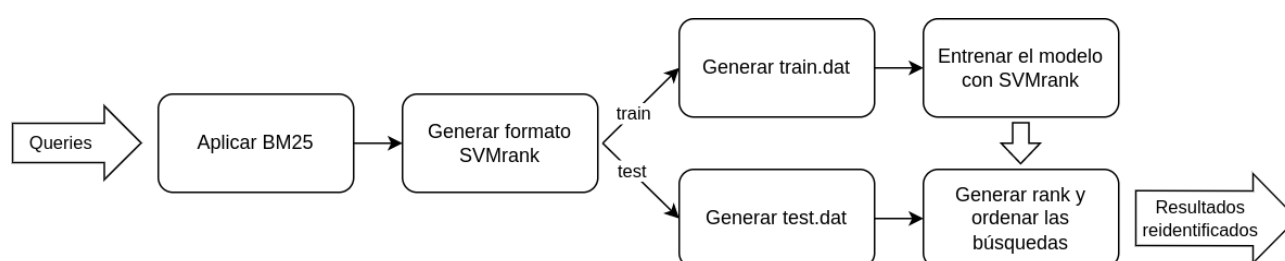 Queries
Aplicar BM25
Generar formato
SVMrank
train
test
Generar train.dat
Entrenar el modelo
con SVMrank
Generar test.dat
Generar rank y
ordenar las
búsquedas
Resultados
reidentificados